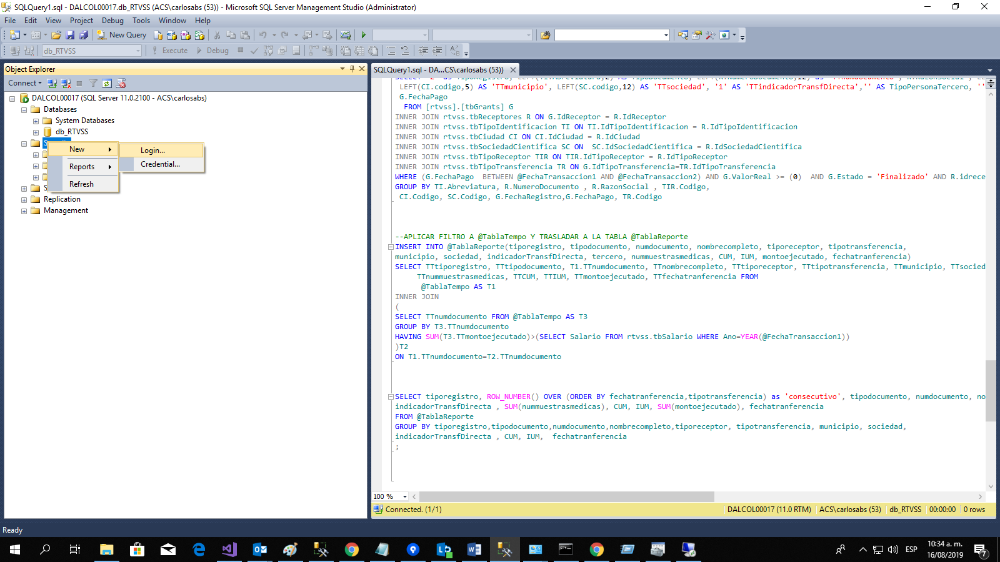 SQLQuery1.sql - DALCOL00017.db_RTVSS (ACS\carlosabs (53)) - Microsoft SQL Server Management Studio (Administrator)
File Edit View Project Debug Tools Window Help
New Query
db_RTVSS Execute Debug
Object Explorer
Connect
DALCOL00017 (SQL Server 11.0.2100 - ACS\carlosabs)
Databases
System Databases
db_RTVSS
New
Login...
Credential...
Reports
Refresh
Replication
Management
SQLQuery1.sql - DA...CS\carlosabs (53))
LEFT(CI.codigo,5) AS 'TTmunicipio', LEFT(SC.codigo,12) AS 'TTsociedad', '1' AS 'TTindicadorTransfDirecta','' AS TipoPersonaTercero, ''
G.FechaPago
FROM [rtvss].[tbGrants] G
INNER JOIN rtvss.tbReceptores R ON G.IdReceptor = R.IdReceptor
INNER JOIN rtvss.tbTipoIdentificacion TI ON TI.IdTipoIdentificacion = R.IdTipoIdentificacion
INNER JOIN rtvss.tbCiudad CI ON CI.IdCiudad = R.IdCiudad
INNER JOIN rtvss.tbSociedadCientifica SC ON  SC.IdSociedadCientifica = R.IdSociedadCientifica
INNER JOIN rtvss.tbTipoReceptor TIR ON TIR.IdTipoReceptor = R.IdTipoReceptor
INNER JOIN rtvss.tbTipoTransferencia TR ON G.IdTipoTransferencia=TR.IdTipoTransferencia
WHERE (G.FechaPago  BETWEEN @FechaTransaccion1 AND @FechaTransaccion2) AND G.ValorReal >= (0)  AND G.Estado = 'Finalizado' AND R.idrece
GROUP BY TI.Abreviatura, R.NumeroDocumento , R.RazonSocial , TIR.Codigo,
CI.Codigo, SC.Codigo, G.FechaRegistro,G.FechaPago, TR.Codigo
--APLICAR FILTRO A @TablaTempo Y TRASLADAR A LA TABLA @TablaReporte
INSERT INTO @TablaReporte(tiporegistro, tipodocumento, numdocumento, nombrecompleto, tiporeceptor, tipotransferencia,
municipio, sociedad, indicadorTransfDirecta, tercero, nummuestrasmedicas, CUM, IUM, montoejecutado, fechatranferencia)
SELECT TTtiporegistro, TTtipodocumento, T1.TTnumdocumento, TTnombrecompleto, TTtiporeceptor, TTtipotransferencia, TTmunicipio, TTsocied
TTnummuestrasmedicas, TTCUM, TTIUM, TTmontoejecutado, TTfechatranferencia FROM
@TablaTempo AS T1
INNER JOIN
(
SELECT TTnumdocumento FROM @TablaTempo AS T3
GROUP BY T3.TTnumdocumento
HAVING SUM(T3.TTmontoejecutado)>(SELECT Salario FROM rtvss.tbSalario WHERE Ano=YEAR(@FechaTransaccion1))
)T2
ON T1.TTnumdocumento=T2.TTnumdocumento
SELECT tiporegistro, ROW_NUMBER() OVER (ORDER BY fechatranferencia,tipotransferencia) as 'consecutivo', tipodocumento, numdocumento, no
indicadorTransfDirecta , SUM(nummuestrasmedicas), CUM, IUM, SUM(montoejecutado), fechatranferencia
FROM @TablaReporte
GROUP BY tiporegistro,tipodocumento,numdocumento,nombrecompleto,tiporeceptor, tipotransferencia, municipio, sociedad,
indicadorTransfDirecta , CUM, IUM,  fechatranferencia
;
100 %
Connected. (1/1) DALCOL00017 (11.0 RTM) ACS\carlosabs (53) db_RTVSS 00:00:00 0 rows
Ready
ESP
10:34 a. m.
16/08/2019
7